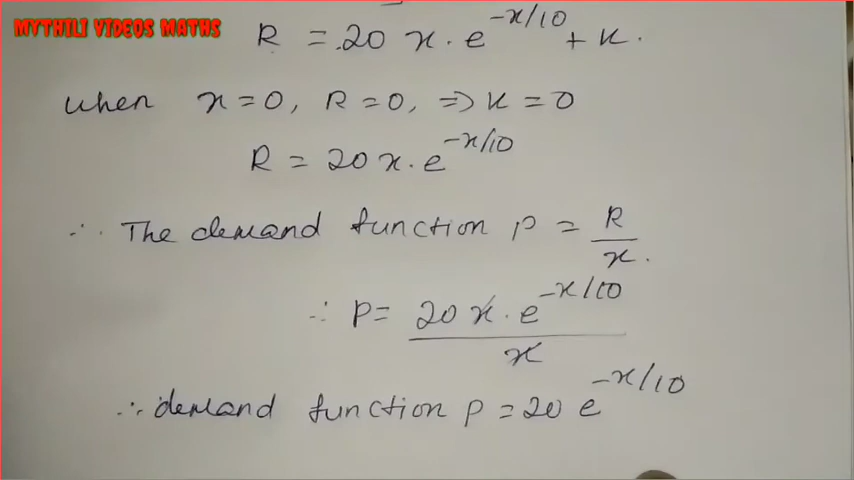 MYTHILI VIDEOS MATHS
R = 20 x . e^{-x/10} + k .
when x = 0, R = 0, => k = 0
R = 20 x . e^{-x/10}
∴ The demand function p = R/x .
∴ P = 20 x . e^{-x/10} / x
∴ demand function p = 20 e^{-x/10}